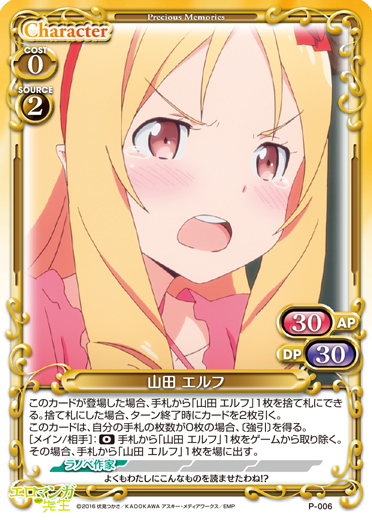 Precious Memories
Character
COST
0
SOURCE
2
30 AP
DP 30
山田 エルフ
このカードが登場した場合、手札から「山田 エルフ」1枚を捨て札にでき
る。捨て札にした場合、ターン終了時にカードを2枚引く。
このカードは、自分の手札の枚数が0枚の場合、[強引]を得る。
[メイン/相手]:0手札から「山田 エルフ」1枚をゲームから取り除く。
その場合、手札から「山田 エルフ」1枚を場に出す。
ラノベ作家
よくもわたしにこんなものを読ませたわね!?
エロマンガ
先生
©2016 伏見つかさ/KADOKAWA アスキー・メディアワークス/EMP
P-006